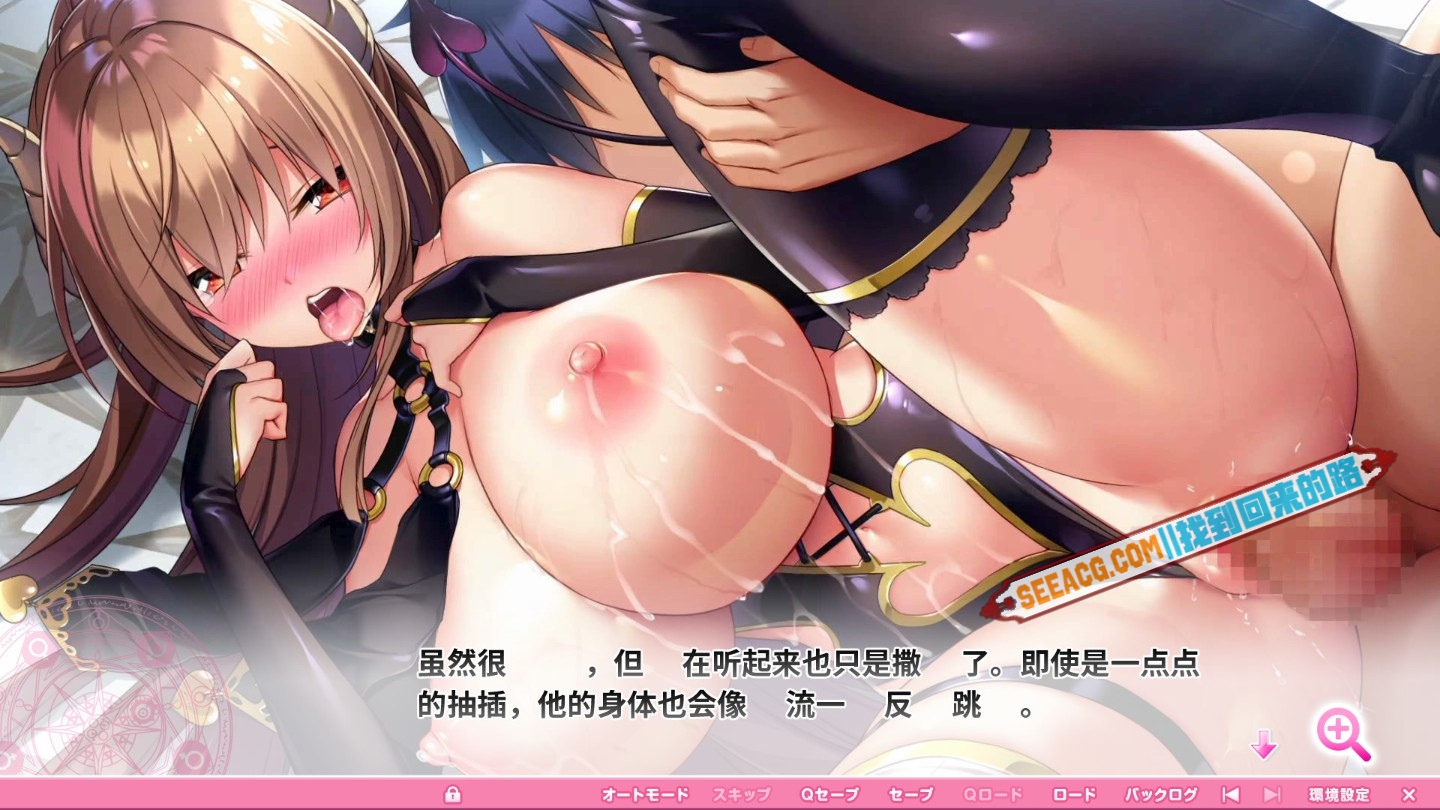 SEEACG.COM||找到回来的路
虽然很　　，但　在听起来也只是撒　了。即使是一点点
的抽插，他的身体也会像　流一　反　跳　。
オートモード　スキップ　Qセーブ　セーブ　Qロード　ロード　バックログ　環境設定